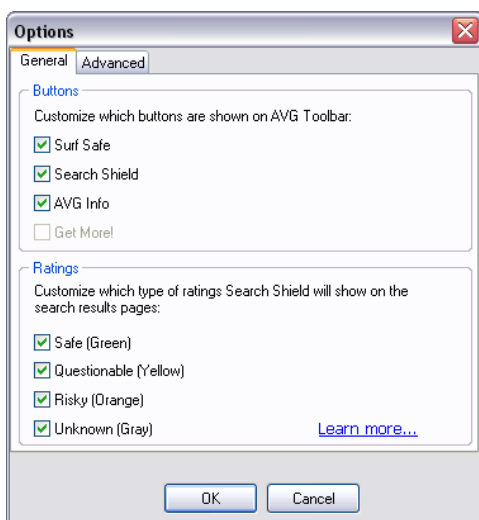 Options
General Advanced
Buttons
Customize which buttons are shown on AVG Toolbar:
Surf Safe
Search Shield
AVG Info
Get More!
Ratings
Customize which type of ratings Search Shield will show on the
search results pages:
Safe (Green)
Questionable (Yellow)
Risky (Orange)
Unknown (Gray) Learn more...
OK Cancel